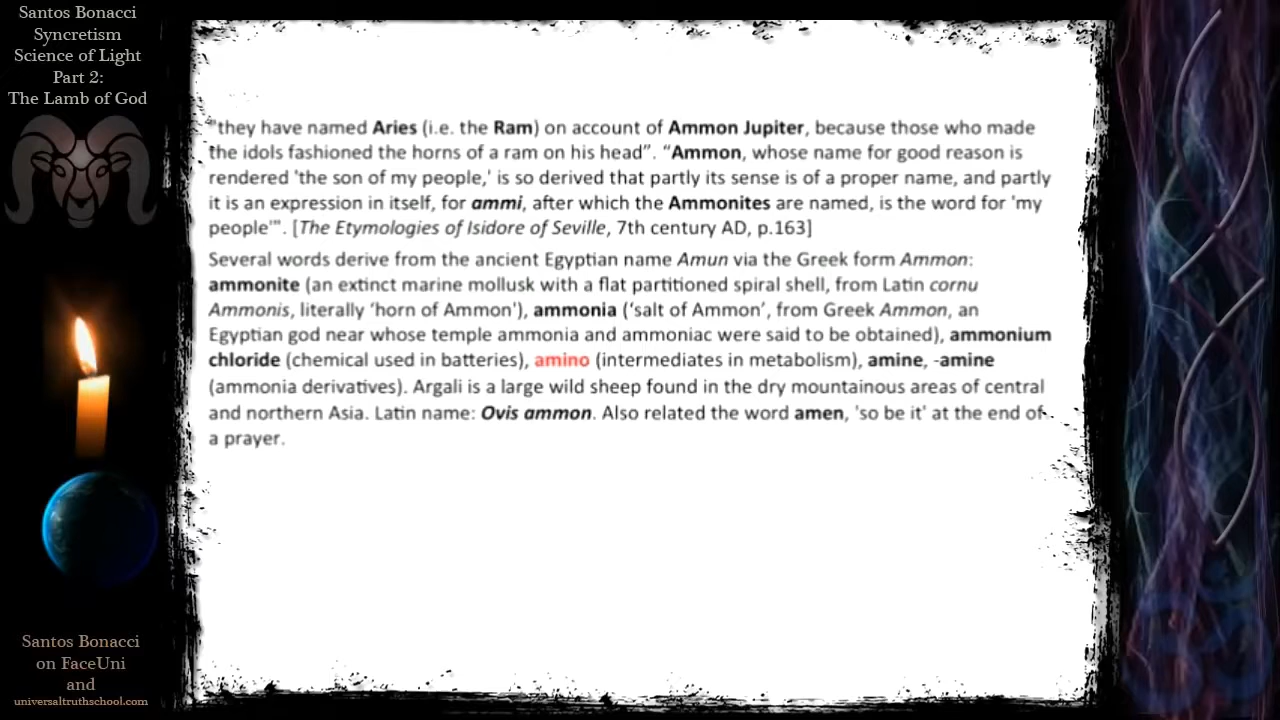 Santos Bonacci
Syncretism
Science of Light
Part 2:
The Lamb of God
"they have named Aries (i.e. the Ram) on account of Ammon Jupiter, because those who made
the idols fashioned the horns of a ram on his head”. “Ammon, whose name for good reason is
rendered 'the son of my people,' is so derived that partly its sense is of a proper name, and partly
it is an expression in itself, for ammi, after which the Ammonites are named, is the word for 'my
people'". [The Etymologies of Isidore of Seville, 7th century AD, p.163]
Several words derive from the ancient Egyptian name Amun via the Greek form Ammon:
ammonite (an extinct marine mollusk with a flat partitioned spiral shell, from Latin cornu
Ammonis, literally ‘horn of Ammon'), ammonia (‘salt of Ammon’, from Greek Ammon, an
Egyptian god near whose temple ammonia and ammoniac were said to be obtained), ammonium
chloride (chemical used in batteries), amino (intermediates in metabolism), amine, -amine
(ammonia derivatives). Argali is a large wild sheep found in the dry mountainous areas of central
and northern Asia. Latin name: Ovis ammon. Also related the word amen, 'so be it' at the end of
a prayer.
Santos Bonacci
on FaceUni
and
universaltruthschool.com